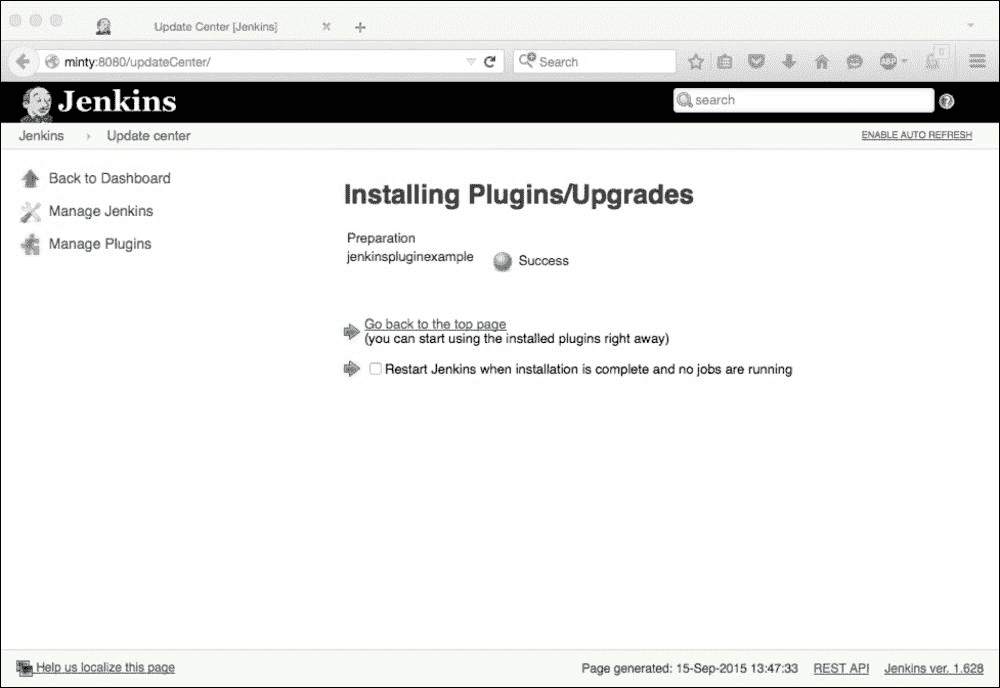 Update Center [Jenkins]
minty:8080/updateCenter/
Search
ABP
0
Jenkins
search
Jenkins
Update center
ENABLE AUTO REFRESH
Back to Dashboard
Manage Jenkins
Manage Plugins
Installing Plugins/Upgrades
Preparation
jenkinspluginexample
Success
Go back to the top page
(you can start using the installed plugins right away)
Restart Jenkins when installation is complete and no jobs are running
Help us localize this page
Page generated: 15-Sep-2015 13:47:33
REST API
Jenkins ver. 1.628